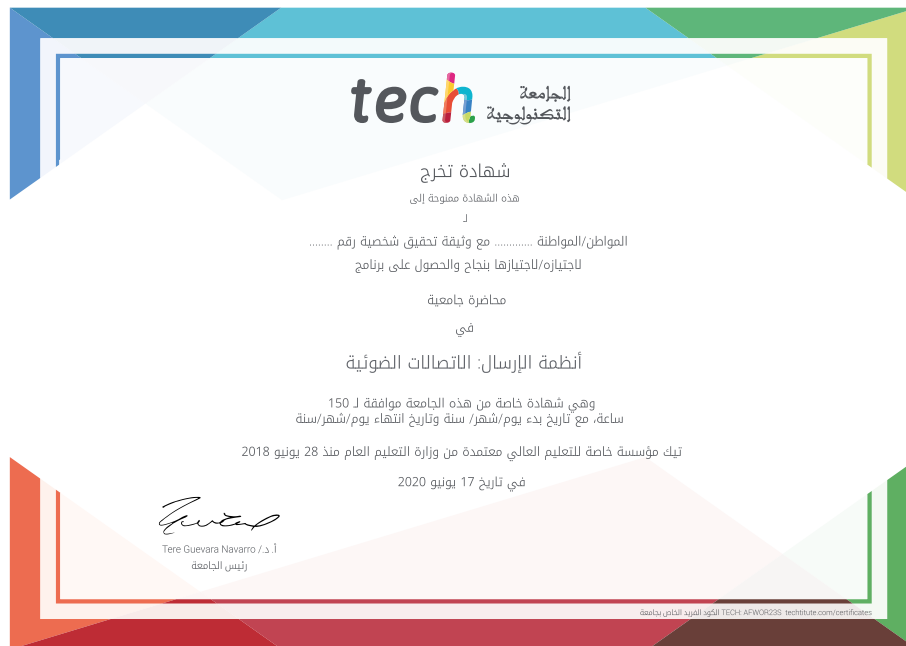 tech
الجامعة
التكنولوجية
شهادة تخرج
هذه الشهادة ممنوحة إلى
لـ
المواطن/المواطنة ............ مع وثيقة تحقيق شخصية رقم ........
لاجتيازه/لاجتيازها بنجاح والحصول على برنامج
محاضرة جامعية
في
أنظمة الإرسال: الاتصالات الضوئية
وهي شهادة خاصة من هذه الجامعة موافقة لـ 150
ساعة، مع تاريخ بدء يوم/شهر/ سنة وتاريخ انتهاء يوم/شهر/سنة
تيك مؤسسة خاصة للتعليم العالي معتمدة من وزارة التعليم العام منذ 28 يونيو 2018
في تاريخ 17 يونيو 2020
أ. د./ Tere Guevara Navarro
رئيس الجامعة
الكود الفريد الخاص بجامعة TECH: AFWOR23S techtitute.com/certificates